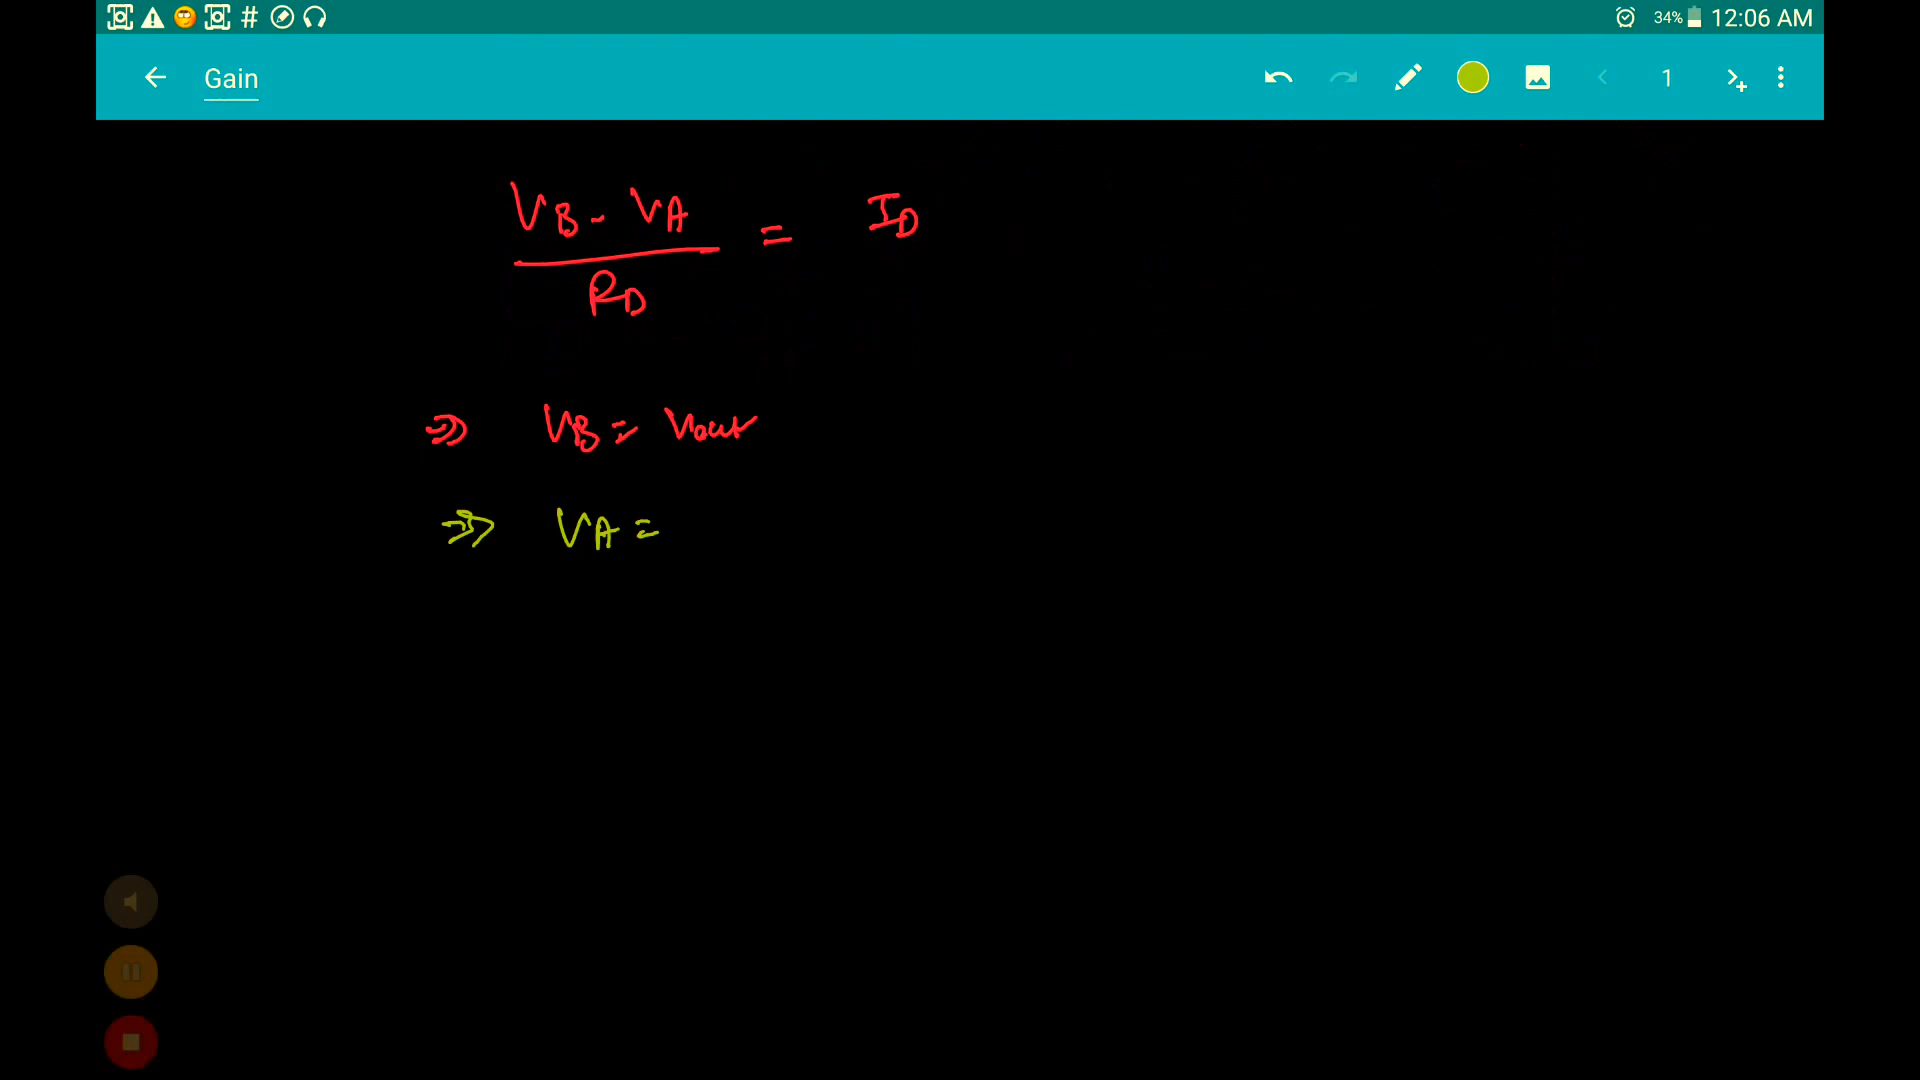 # 34% 12:06 AM
Gain 1
VB - VA / RD = ID
⇒ VB = Vout
⇒ VA =